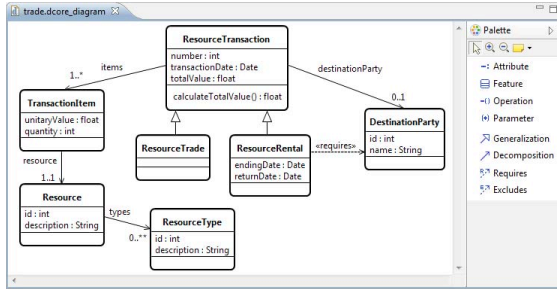 trade.dcore_diagram
ResourceTransaction
number : int
transactionDate : Date
totalValue : float
calculateTotalValue() : float
items
1..*
destinationParty
0..1
TransactionItem
unitaryValue : float
quantity : int
DestinationParty
id : int
name : String
ResourceTrade
ResourceRental
endingDate : Date
returnDate : Date
«requires»
resource
1..1
Resource
id : int
description : String
types
0..**
ResourceType
id : int
description : String
Palette
Attribute
Feature
Operation
Parameter
Generalization
Decomposition
Requires
Excludes